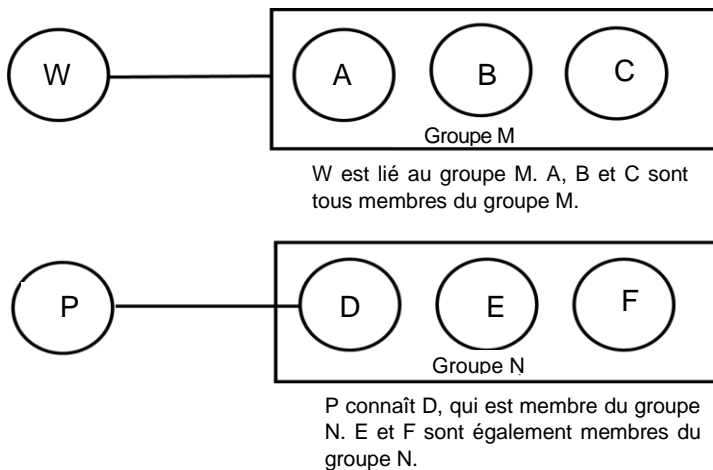 W
A
B
C
Groupe M
W est lié au groupe M. A, B et C sont
tous membres du groupe M.
P
D
E
F
Groupe N
P connaît D, qui est membre du groupe
N. E et F sont également membres du
groupe N.